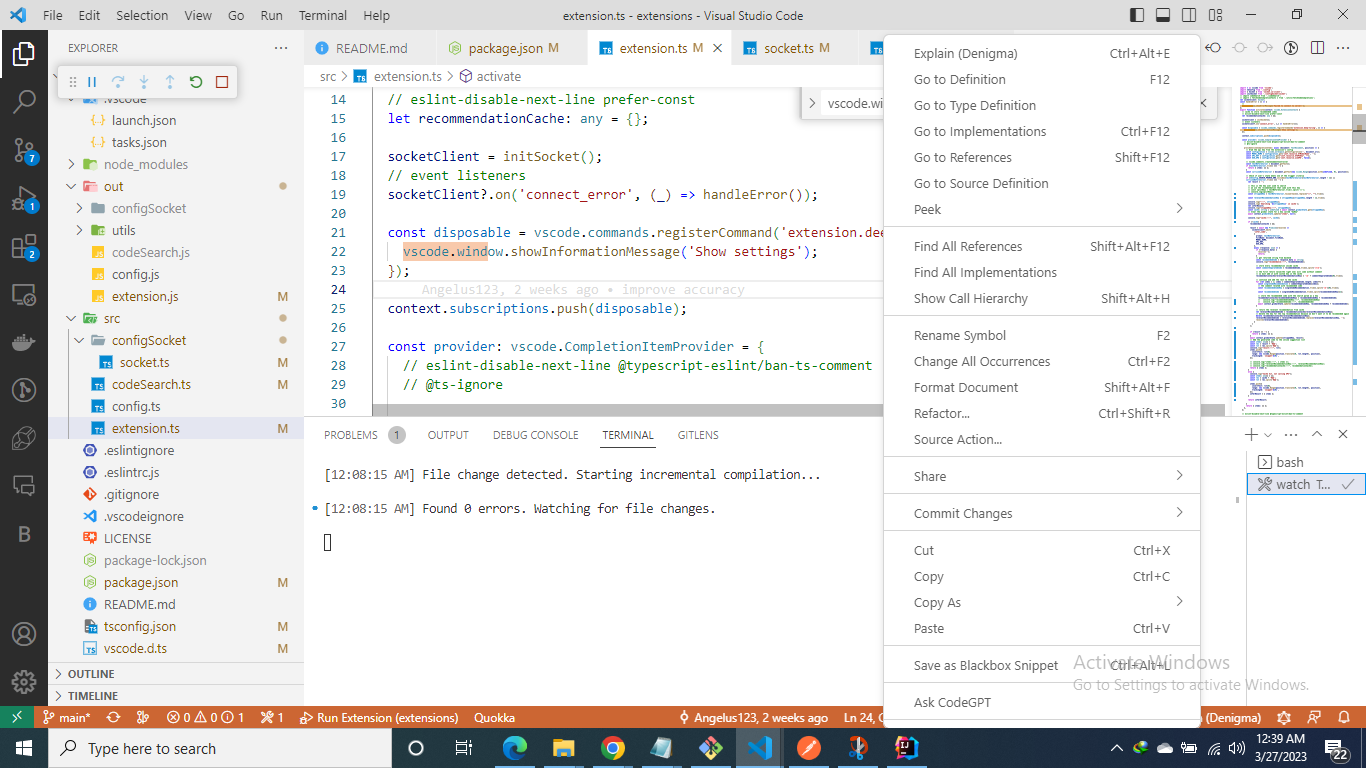 File Edit Selection View Go Run Terminal Help
extension.ts - extensions - Visual Studio Code
EXPLORER
.vscode
launch.json
tasks.json
node_modules
out
configSocket
utils
codeSearch.js
config.js
extension.js M
src
configSocket
socket.ts M
codeSearch.ts M
config.ts
extension.ts M
.eslintignore
.eslintrc.js
.gitignore
.vscodeignore
LICENSE
package-lock.json
package.json M
README.md
tsconfig.json M
vscode.d.ts M
OUTLINE
TIMELINE
7
1
2
B
README.md
package.json M
extension.ts M
socket.ts M
src > extension.ts > activate
vscode.wi
14 // eslint-disable-next-line prefer-const
15 let recommendationCache: any = {};
16
17 socketClient = initSocket();
18 // event listeners
19 socketClient?.on('connect_error', (_) => handleError());
20
21 const disposable = vscode.commands.registerCommand('extension.dee
22 vscode.window.showInformationMessage('Show settings');
23 });
24 Angelus123, 2 weeks ago • improve accuracy
25 context.subscriptions.push(disposable);
26
27 const provider: vscode.CompletionItemProvider = {
28 // eslint-disable-next-line @typescript-eslint/ban-ts-comment
29 // @ts-ignore
30
PROBLEMS 1 OUTPUT DEBUG CONSOLE TERMINAL GITLENS
[12:08:15 AM] File change detected. Starting incremental compilation...
[12:08:15 AM] Found 0 errors. Watching for file changes.
bash
watch T...
Explain (Denigma) Ctrl+Alt+E
Go to Definition F12
Go to Type Definition
Go to Implementations Ctrl+F12
Go to References Shift+F12
Go to Source Definition
Peek
Find All References Shift+Alt+F12
Find All Implementations
Show Call Hierarchy Shift+Alt+H
Rename Symbol F2
Change All Occurrences Ctrl+F2
Format Document Shift+Alt+F
Refactor... Ctrl+Shift+R
Source Action...
Share
Commit Changes
Cut Ctrl+X
Copy Ctrl+C
Copy As
Paste Ctrl+V
Save as Blackbox Snippet Ctrl+Alt+L
Ask CodeGPT
Activate Windows
Go to Settings to activate Windows.
main* 0 0 1 1 Run Extension (extensions) Quokka Angelus123, 2 weeks ago Ln 24, (Denigma)
Type here to search
12:39 AM
3/27/2023
22